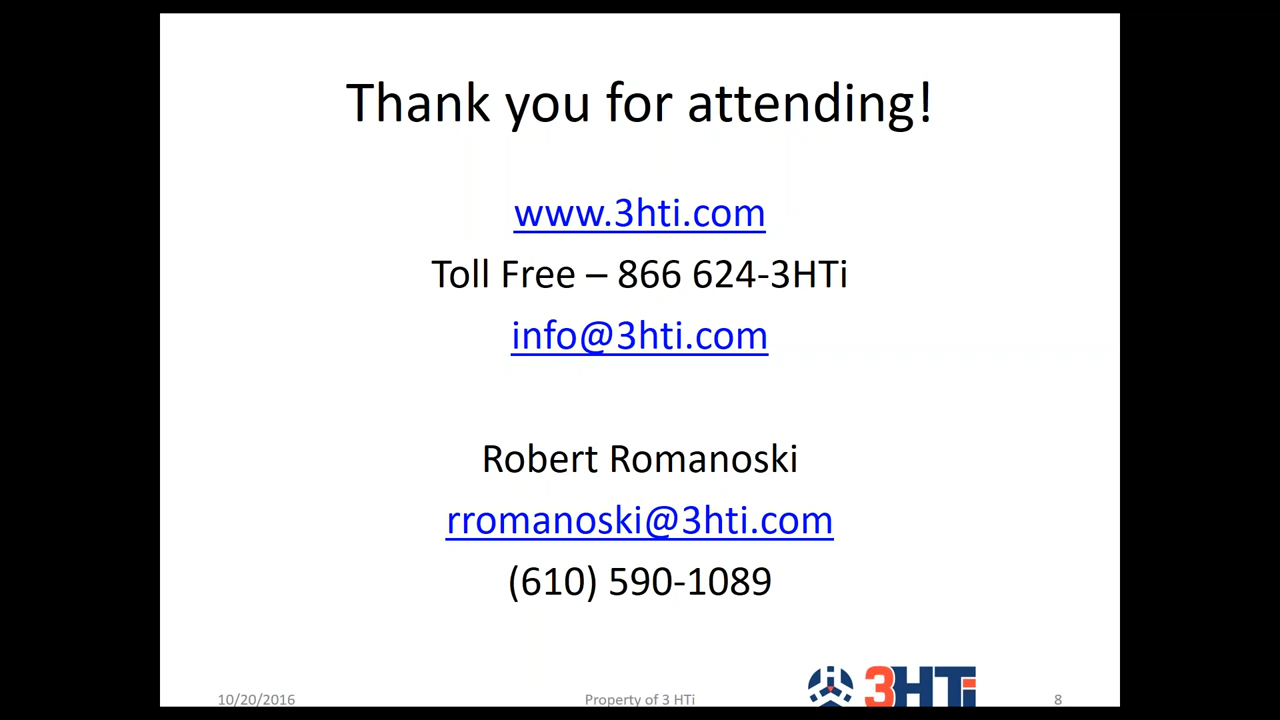 Thank you for attending!
www.3hti.com
Toll Free – 866 624-3HTi
info@3hti.com
Robert Romanoski
rromanoski@3hti.com
(610) 590-1089
10/20/2016
Property of 3 HTi
3HTi
8